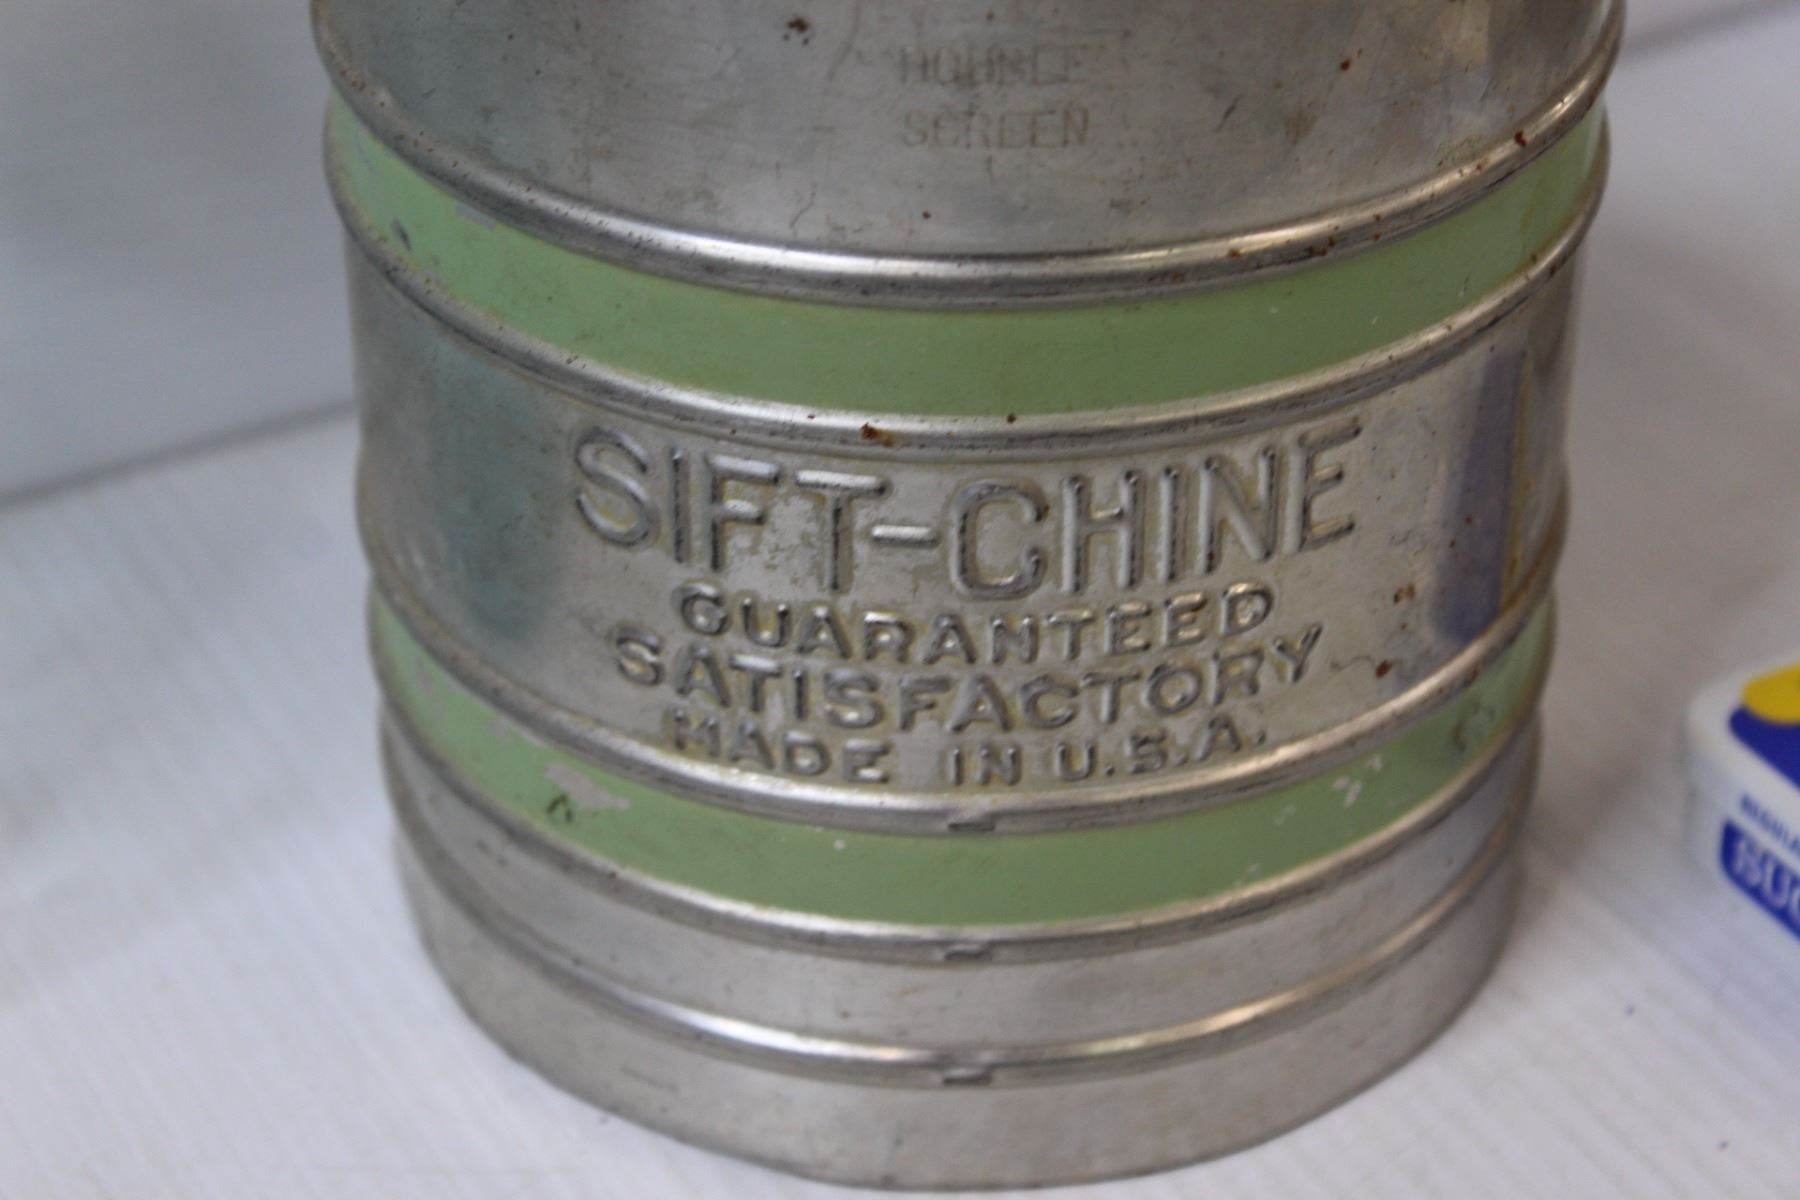 DOUBLE
SCREEN
SIFT-CHINE
GUARANTEED
SATISFACTORY
MADE IN U.S.A.